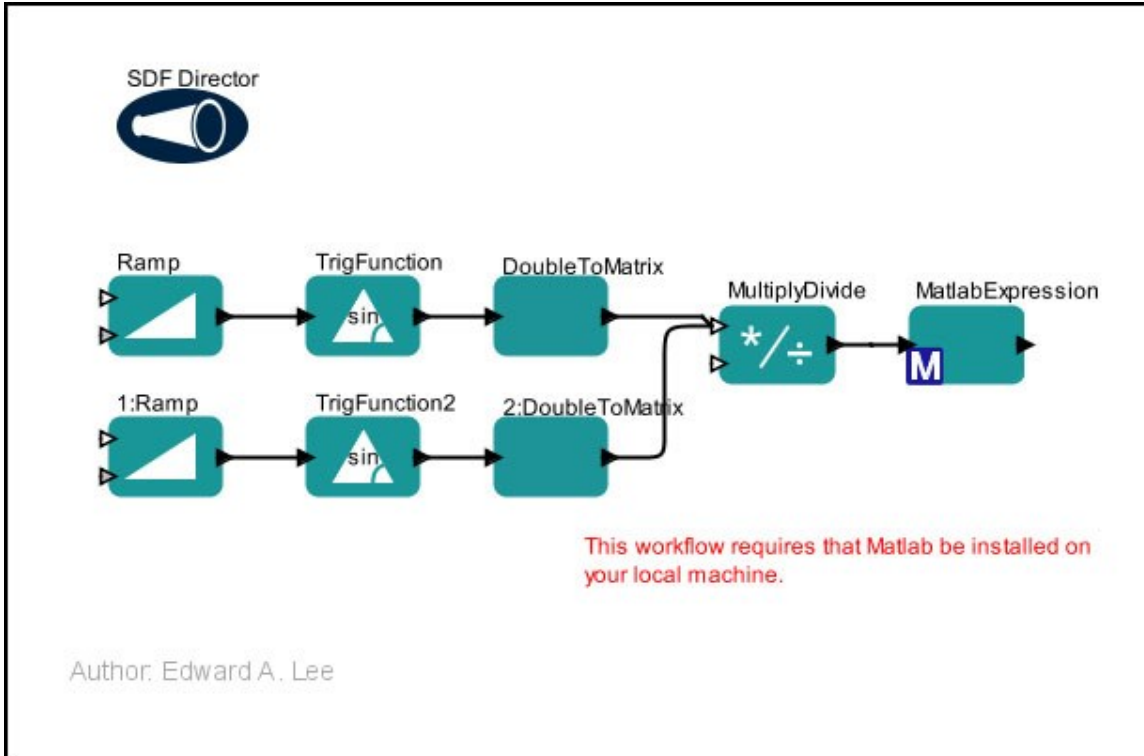 SDF Director
Ramp
TrigFunction
DoubleToMatrix
MultiplyDivide
MatlabExpression
sin
*/÷
M
1:Ramp
TrigFunction2
2:DoubleToMatrix
sin
This workflow requires that Matlab be installed on
your local machine.
Author: Edward A. Lee